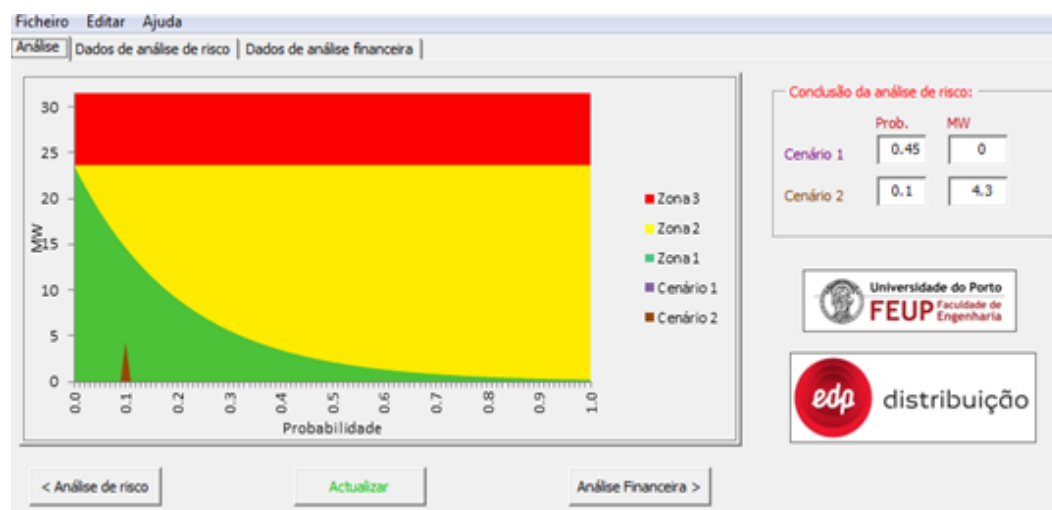 Ficheiro Editar Ajuda
Análise Dados de análise de risco Dados de análise financeira
30
25
20
15
10
5
0
MW
0.0 0.1 0.2 0.3 0.4 0.5 0.6 0.7 0.8 0.9 1.0
Probabilidade
Zona 3
Zona 2
Zona 1
Cenário 1
Cenário 2
Conclusão da análise de risco:
Prob. MW
Cenário 1 0.45 0
Cenário 2 0.1 4.3
Universidade do Porto
FEUP Faculdade de
Engenharia
edp distribuição
< Análise de risco Actualizar Análise Financeira >